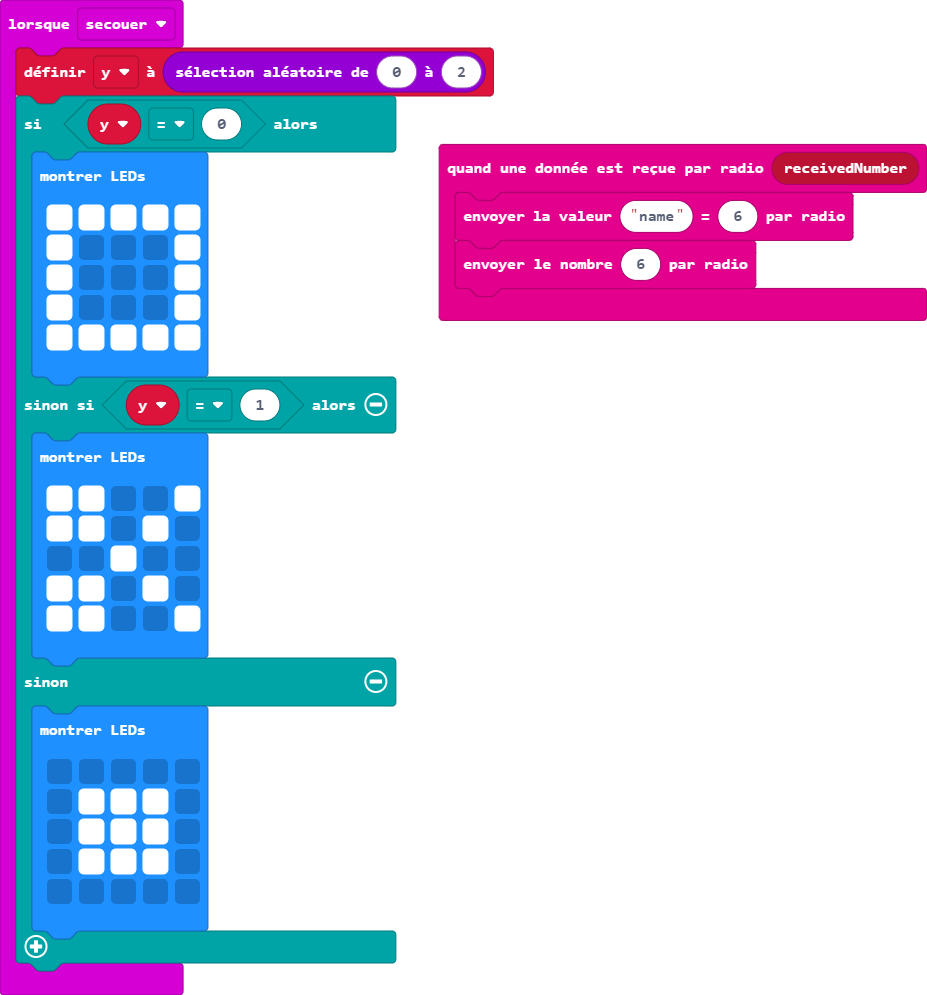 lorsque secouer
définir y à sélection aléatoire de 0 à 2
si y = 0 alors
montrer LEDs
sinon si y = 1 alors
montrer LEDs
sinon
montrer LEDs
quand une donnée est reçue par radio receivedNumber
envoyer la valeur "name" = 6 par radio
envoyer le nombre 6 par radio